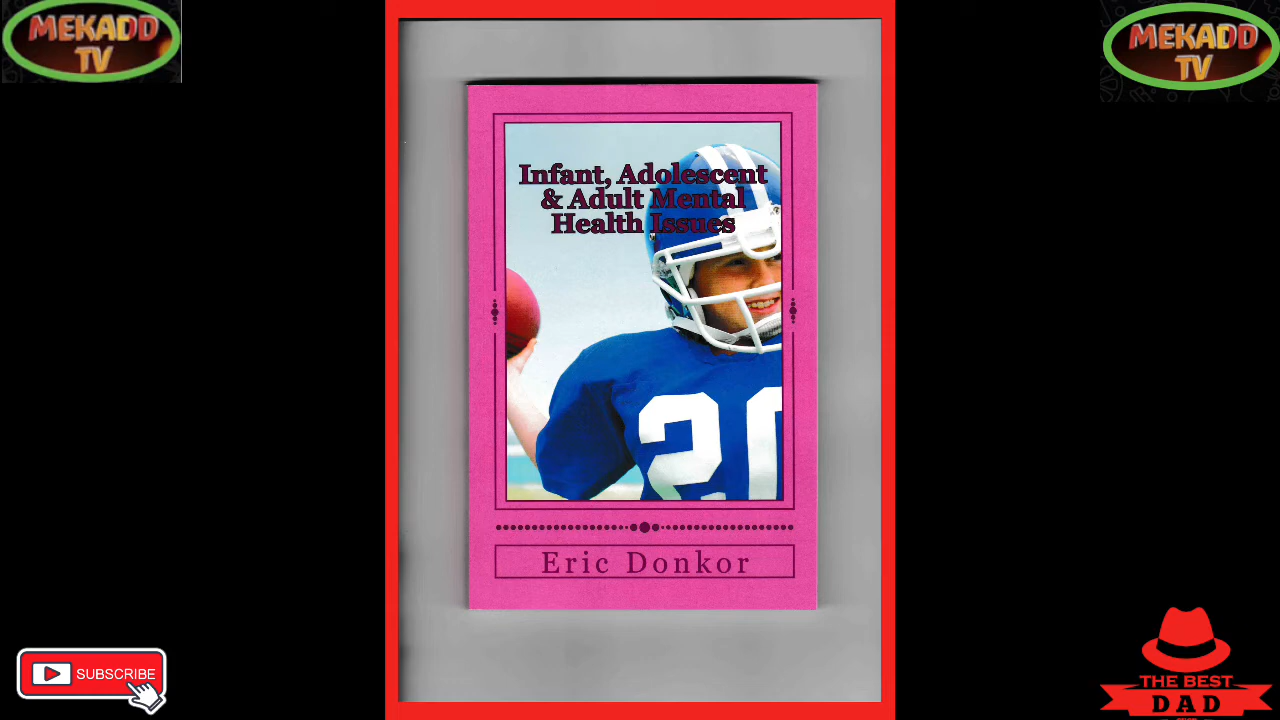 MEKADD
TV
MEKADD
TV
Infant, Adolescent
& Adult Mental
Health Issues
20
Eric Donkor
SUBSCRIBE
THE BEST
DAD